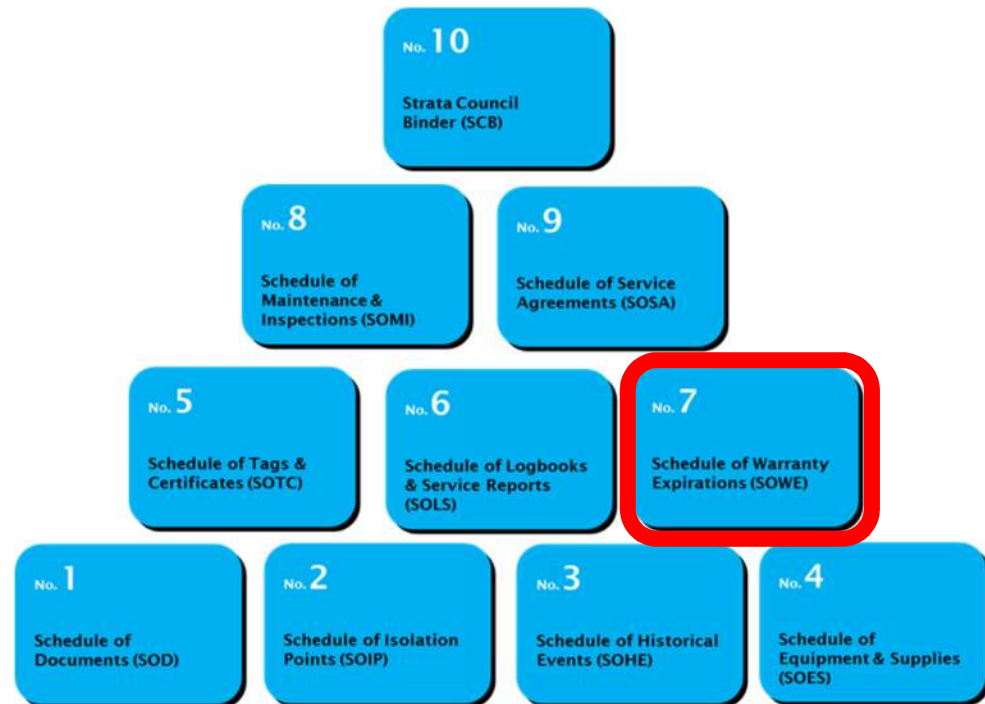 No. 10
Strata Council
Binder (SCB)
No. 8
Schedule of
Maintenance &
Inspections (SOMI)
No. 9
Schedule of Service
Agreements (SOSA)
No. 5
Schedule of Tags &
Certificates (SOTC)
No. 6
Schedule of Logbooks
& Service Reports
(SOLS)
No. 7
Schedule of Warranty
Expirations (SOWE)
No. 1
Schedule of
Documents (SOD)
No. 2
Schedule of Isolation
Points (SOIP)
No. 3
Schedule of Historical
Events (SOHE)
No. 4
Schedule of
Equipment & Supplies
(SOES)